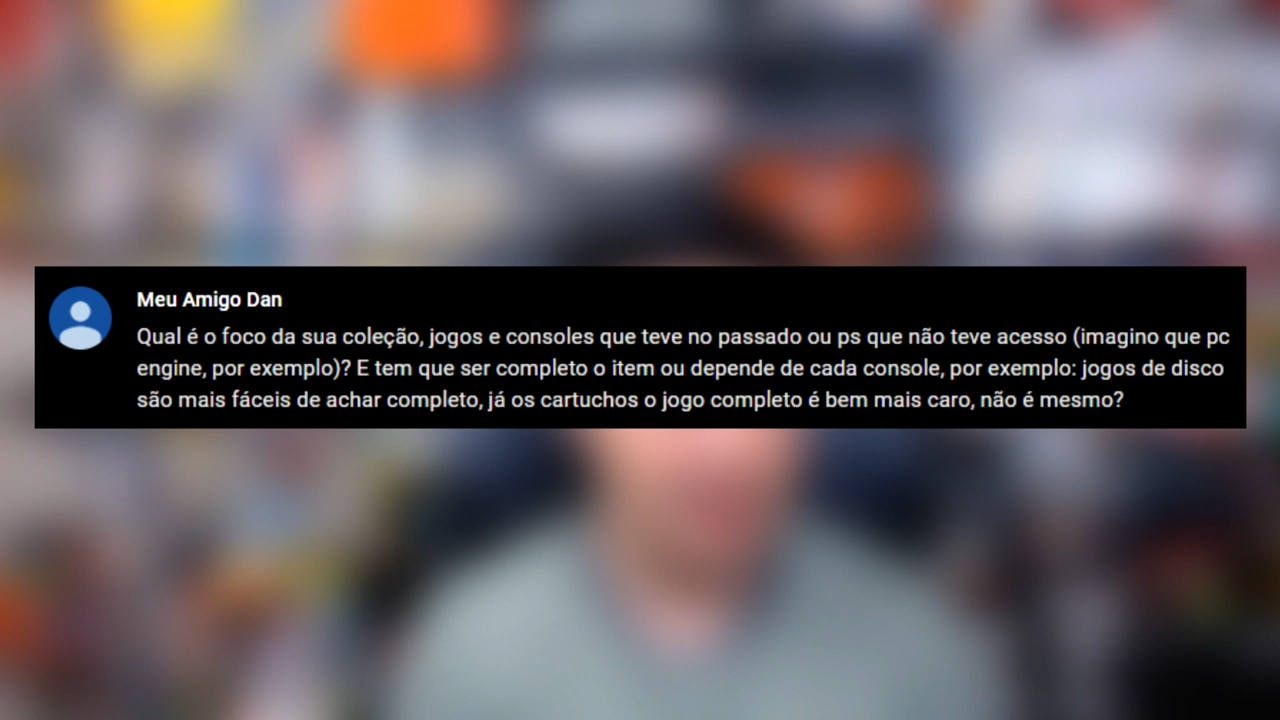 Meu Amigo Dan
Qual é o foco da sua coleção, jogos e consoles que teve no passado ou ps que não teve acesso (imagino que pc
engine, por exemplo)? E tem que ser completo o item ou depende de cada console, por exemplo: jogos de disco
são mais fáceis de achar completo, já os cartuchos o jogo completo é bem mais caro, não é mesmo?